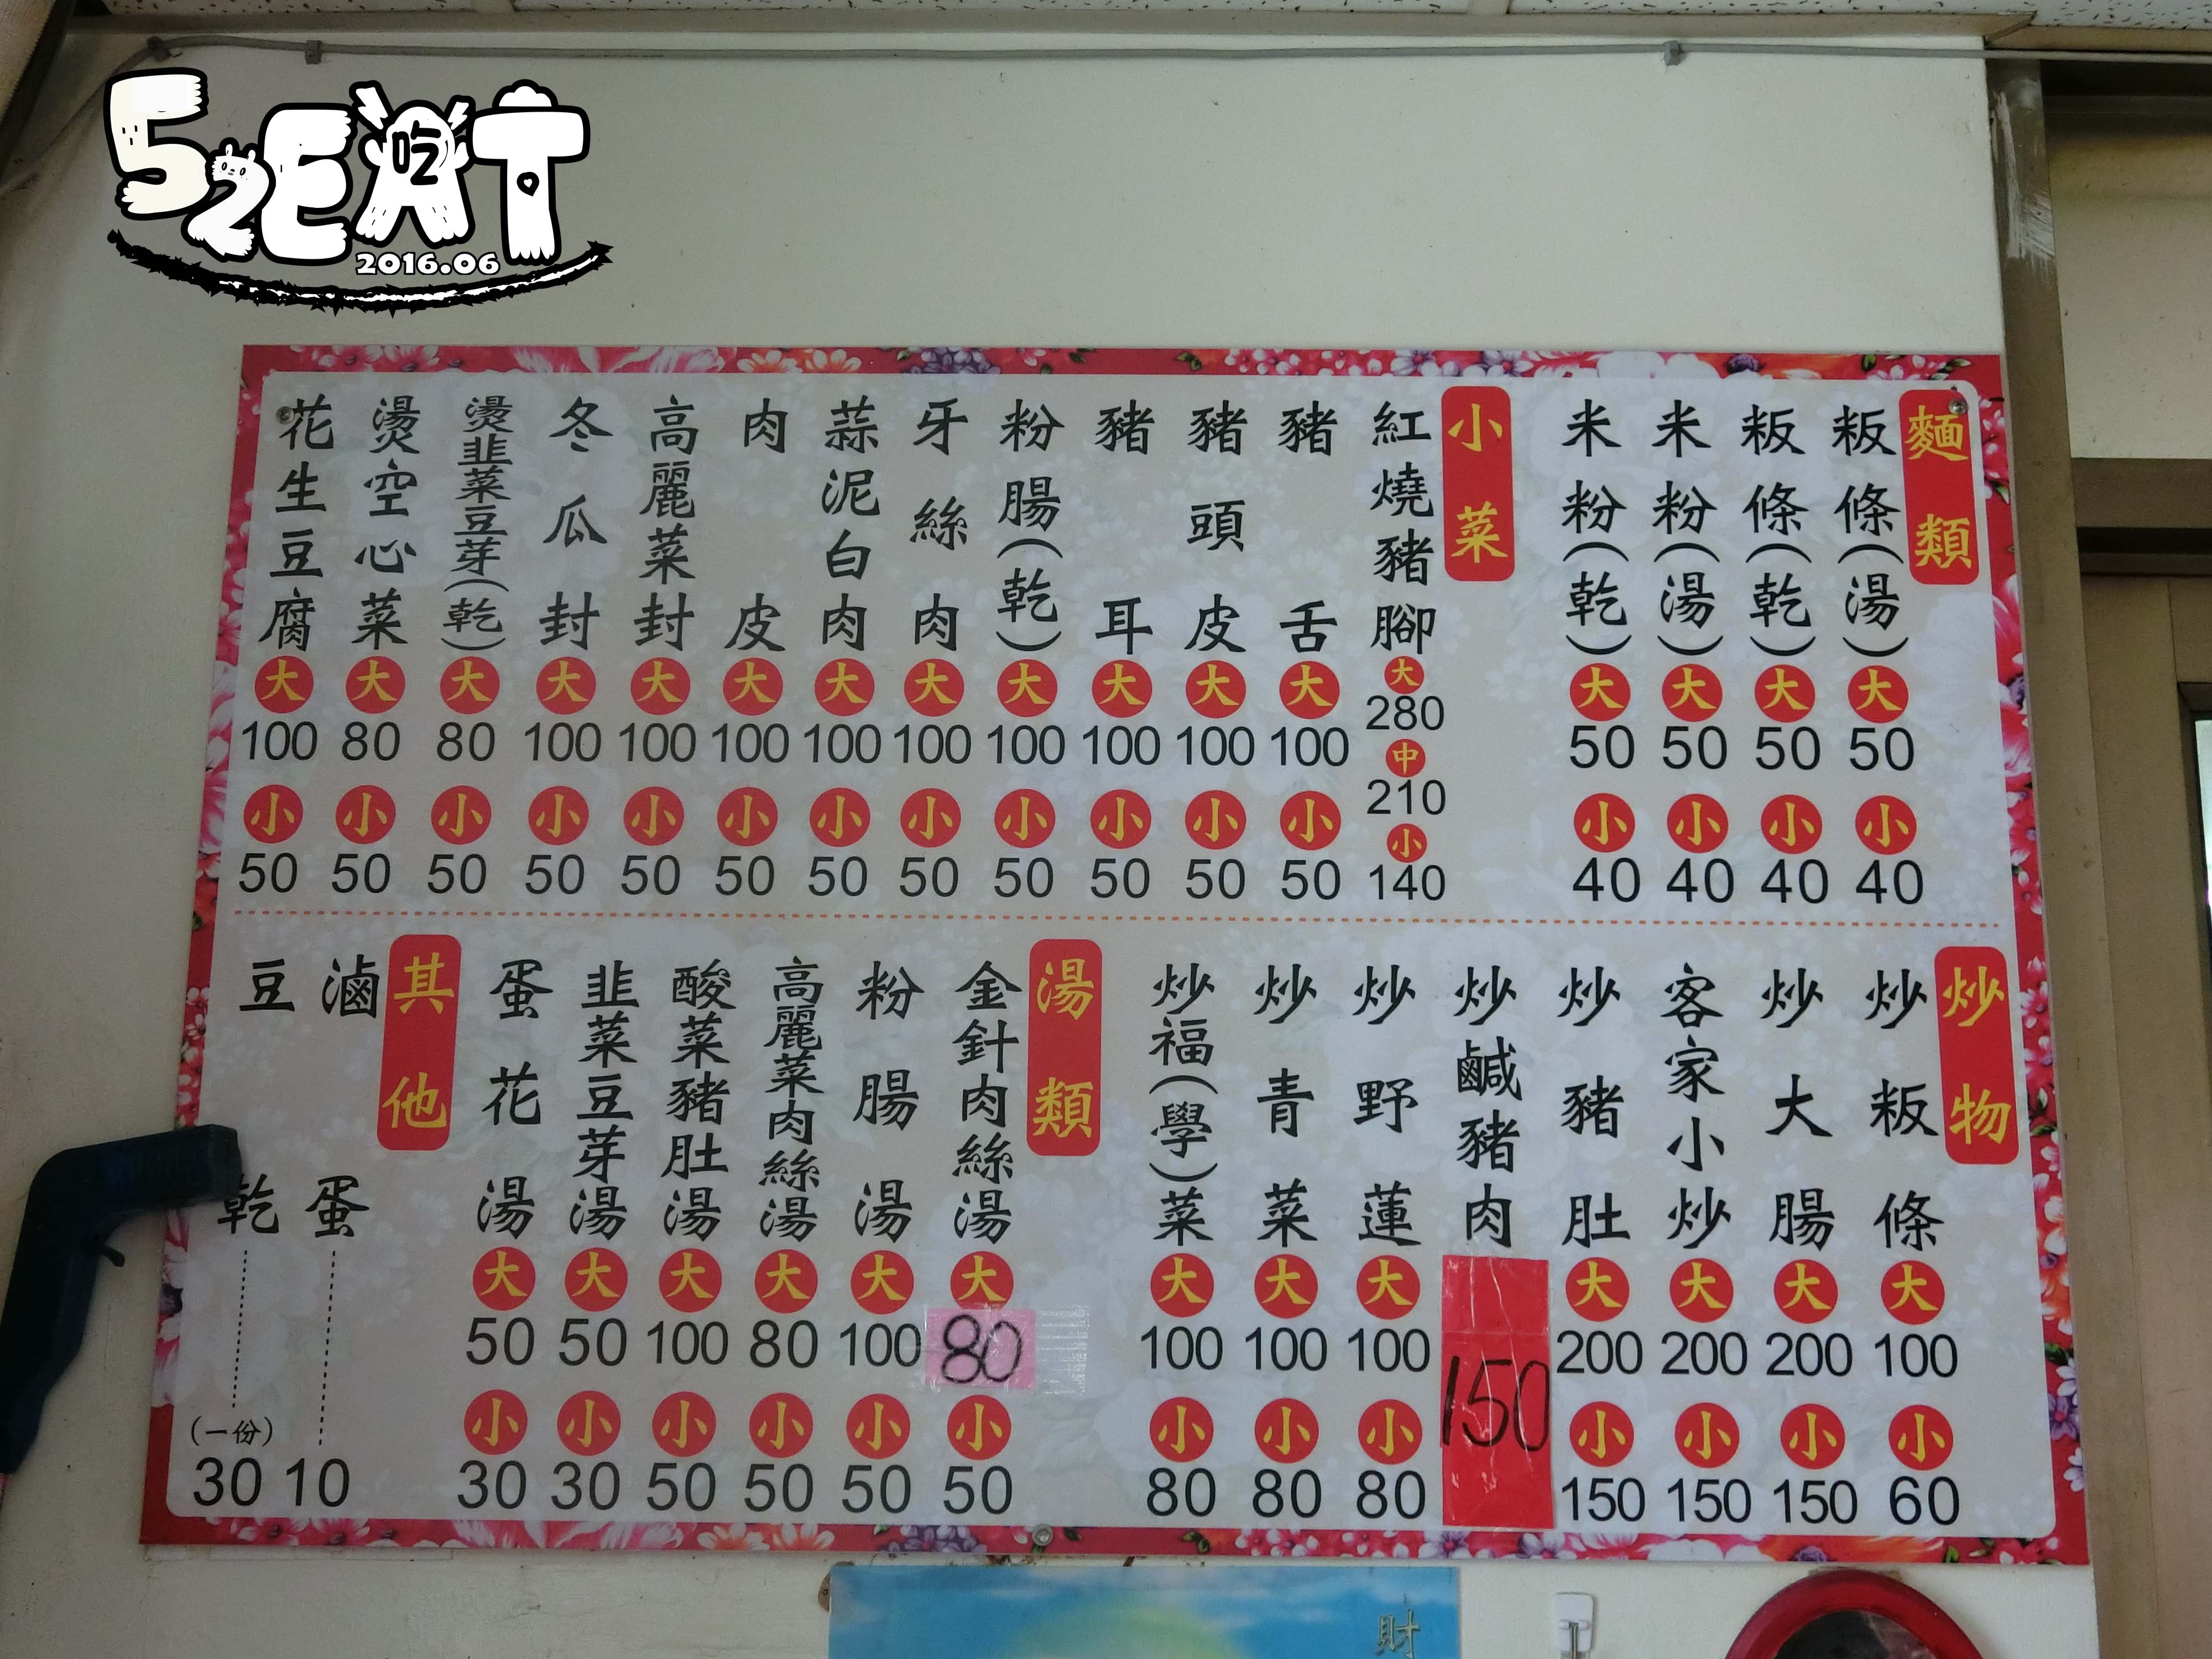 52EAT
吃
2016.06
麵類
粄條(湯) 大 50 小 40
粄條(乾) 大 50 小 40
米粉(湯) 大 50 小 40
米粉(乾) 大 50 小 40
小菜
紅燒豬腳 大 280 中 210 小 140
豬舌 大 100 小 50
豬頭皮 大 100 小 50
豬耳 大 100 小 50
粉腸(乾) 大 100 小 50
牙絲肉 大 100 小 50
蒜泥白肉 大 100 小 50
肉皮 大 100 小 50
高麗菜封 大 100 小 50
冬瓜封 大 100 小 50
燙韭菜豆芽(乾) 大 80 小 50
燙空心菜 大 80 小 50
花生豆腐 大 100 小 50
炒物
炒粄條 大 100 小 60
炒大腸 大 200 小 150
客家小炒 大 200 小 150
炒豬肚 大 200 小 150
炒鹹豬肉 150
炒野蓮 大 100 小 80
炒青菜 大 100 小 80
炒福(學)菜 大 100 小 80
湯類
金針肉絲湯 大 80 小 50
粉腸湯 大 100 小 50
高麗菜肉絲湯 大 80 小 50
酸菜豬肚湯 大 100 小 50
韭菜豆芽湯 大 50 小 30
蛋花湯 大 50 小 30
其他
滷蛋 10
豆乾 (一份) 30
財